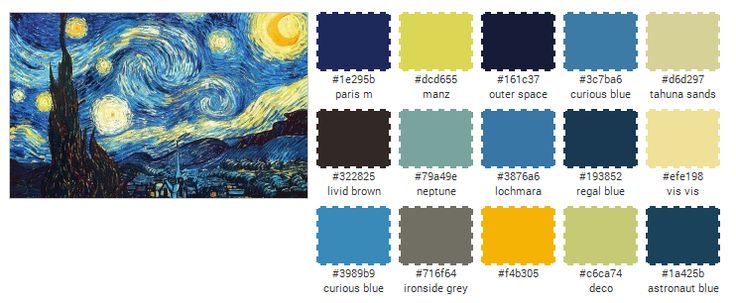 #1e295b #dcd655 #161c37 #3c7ba6 #d6d297
paris m manz outer space curious blue tahuna sands
#322825 #79a49e #3876a6 #193852 #efe198
livid brown neptune lochmara regal blue vis vis
#3989b9 #716f64 #f4b305 #c6ca74 #1a425b
curious blue ironside grey deco astronaut blue